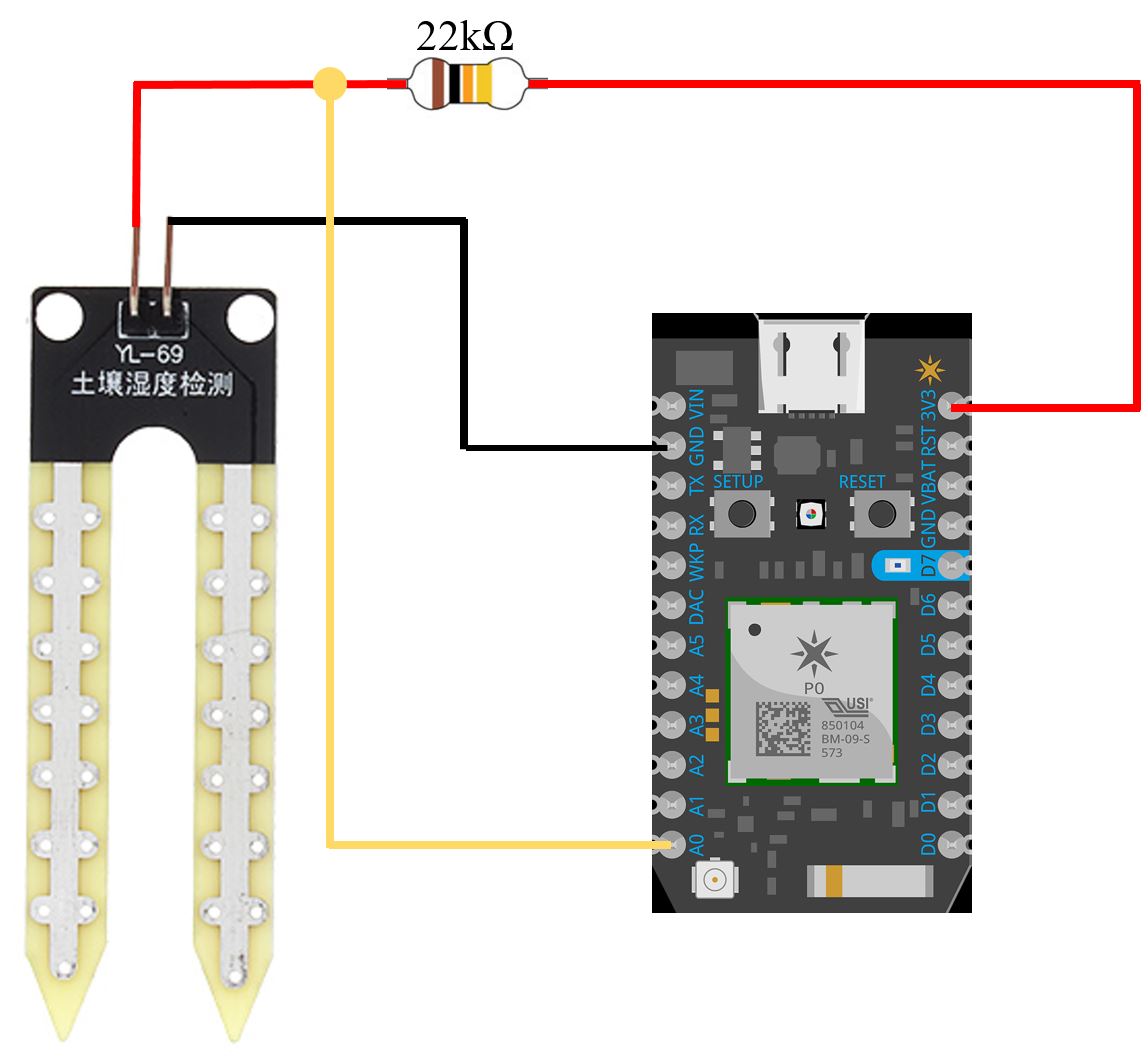 22kΩ
YL-69
土壤湿度检测
VIN
GND
TX
RX
WKP
DAC
A5
A4
A3
A2
A1
A0
SETUP
RESET
P0
USI®
850104
BM-09-S
573
3V3
RST
VBAT
GND
D7
D6
D5
D4
D3
D2
D1
D0